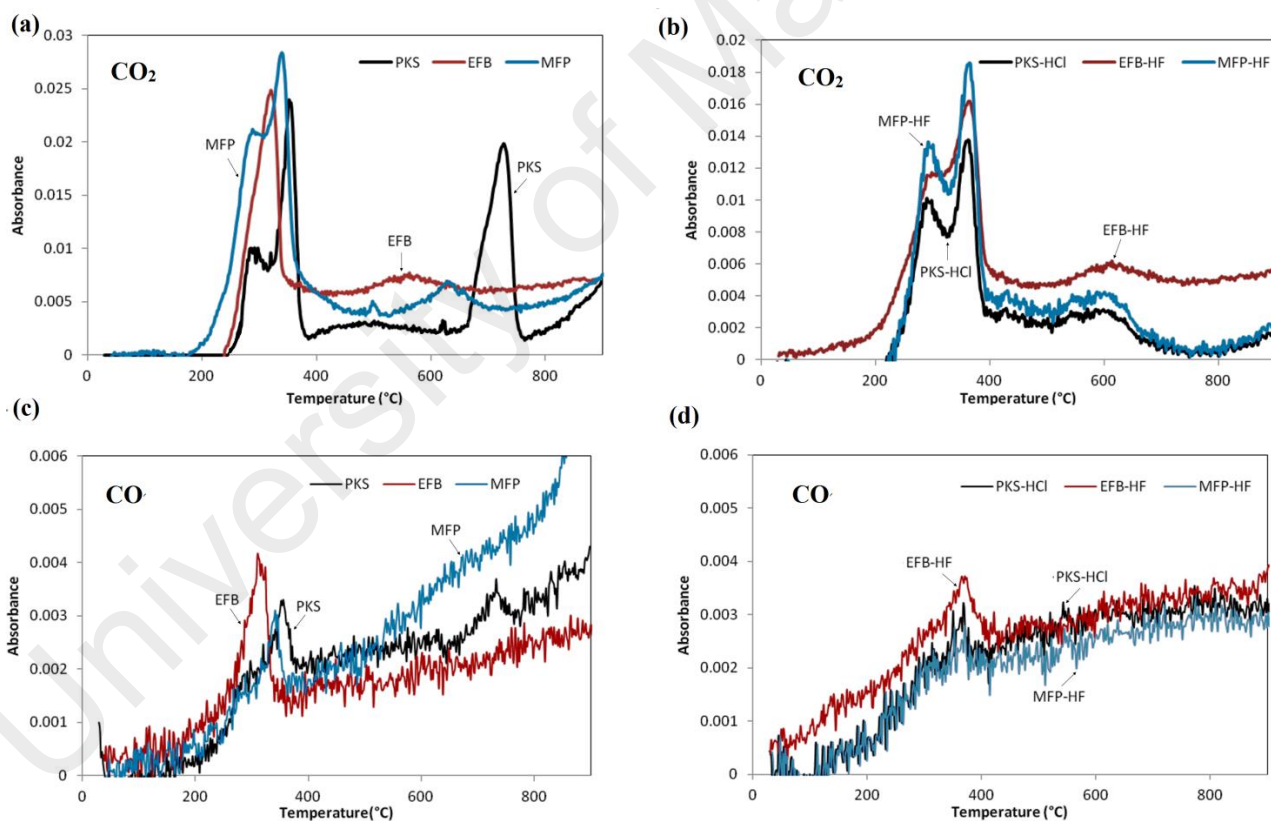 University of Ma
(a)
0.03
0.025
0.02
0.015
0.01
0.005
0
Absorbance
CO₂
PKS EFB MFP
MFP
EFB
PKS
0 200 400 600 800
Temperature (°C)
(b)
0.02
0.018
0.016
0.014
0.012
0.01
0.008
0.006
0.004
0.002
0
Absorbance
CO₂
PKS-HCl EFB-HF MFP-HF
MFP-HF
PKS-HCl
EFB-HF
0 200 400 600 800
Temperature (°C)
(c)
0.006
0.005
0.004
0.003
0.002
0.001
0
Absorbance
CO
PKS EFB MFP
MFP
EFB
PKS
0 200 400 600 800
Temperature(°C)
(d)
0.006
0.005
0.004
0.003
0.002
0.001
0
Absorbance
CO
PKS-HCl EFB-HF MFP-HF
EFB-HF
PKS-HCl
MFP-HF
0 200 400 600 800
Temperature (°C)